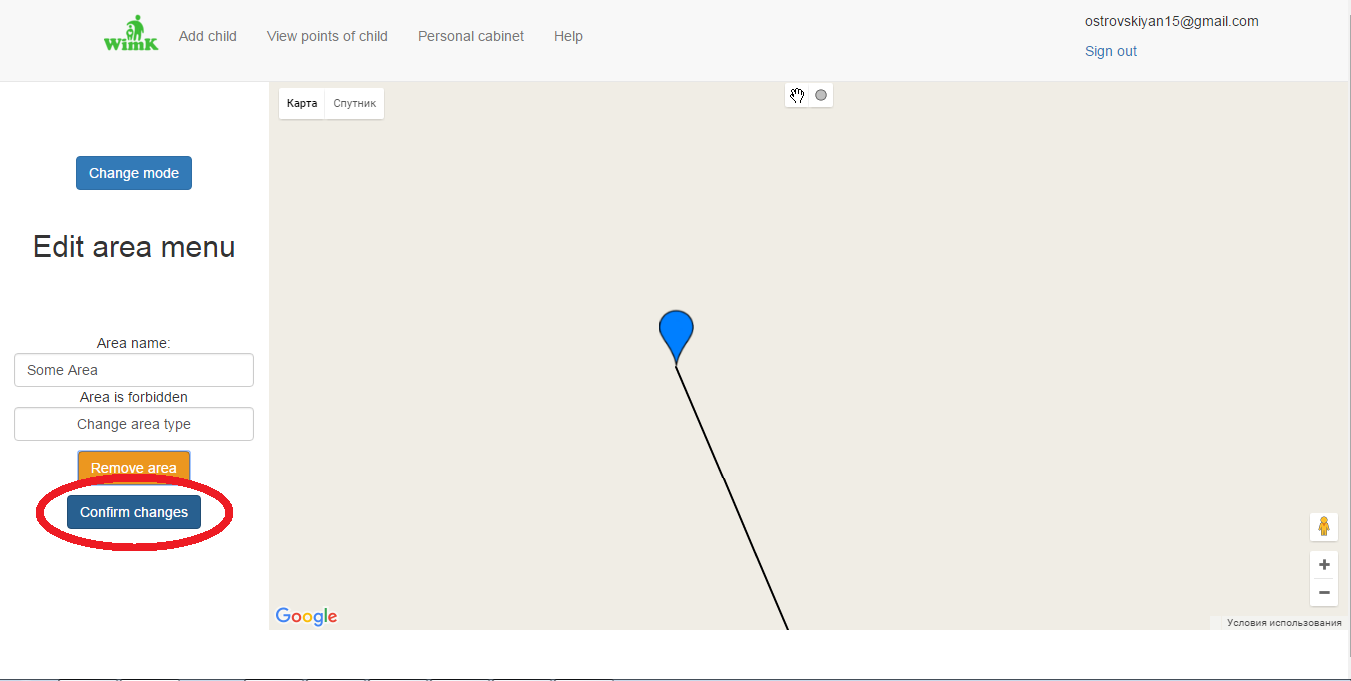 wimK
Add child
View points of child
Personal cabinet
Help
ostrovskiyan15@gmail.com
Sign out
Change mode
Edit area menu
Area name:
Some Area
Area is forbidden
Change area type
Remove area
Confirm changes
Карта
Спутник
Google
Условия использования